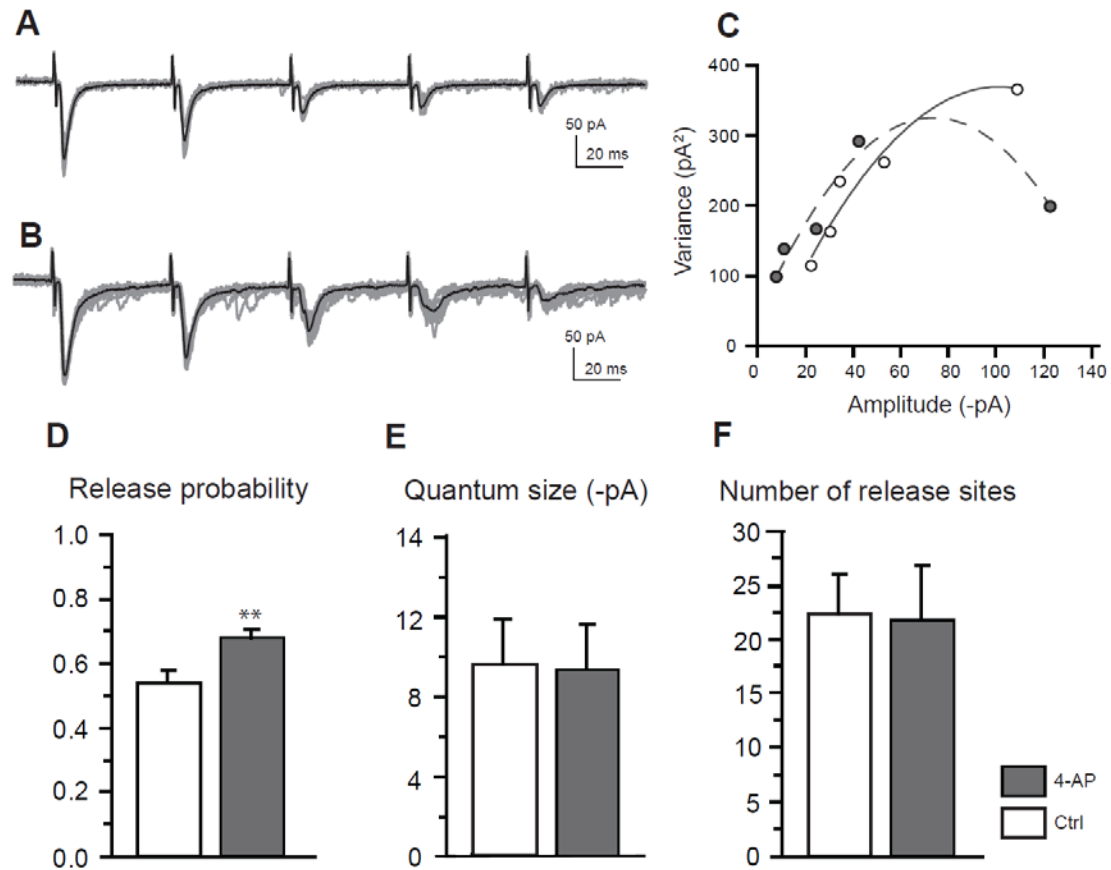 A
50 pA
20 ms
B
50 pA
20 ms
C
400
300
200
100
0
Variance (pA²)
0 20 40 60 80 100 120 140
Amplitude (-pA)
D
Release probability
1.0
0.8
0.6
0.4
0.2
0.0
**
E
Quantum size (-pA)
14
12
8
4
0
F
Number of release sites
30
25
20
15
22
10
5
0
4-AP
Ctrl